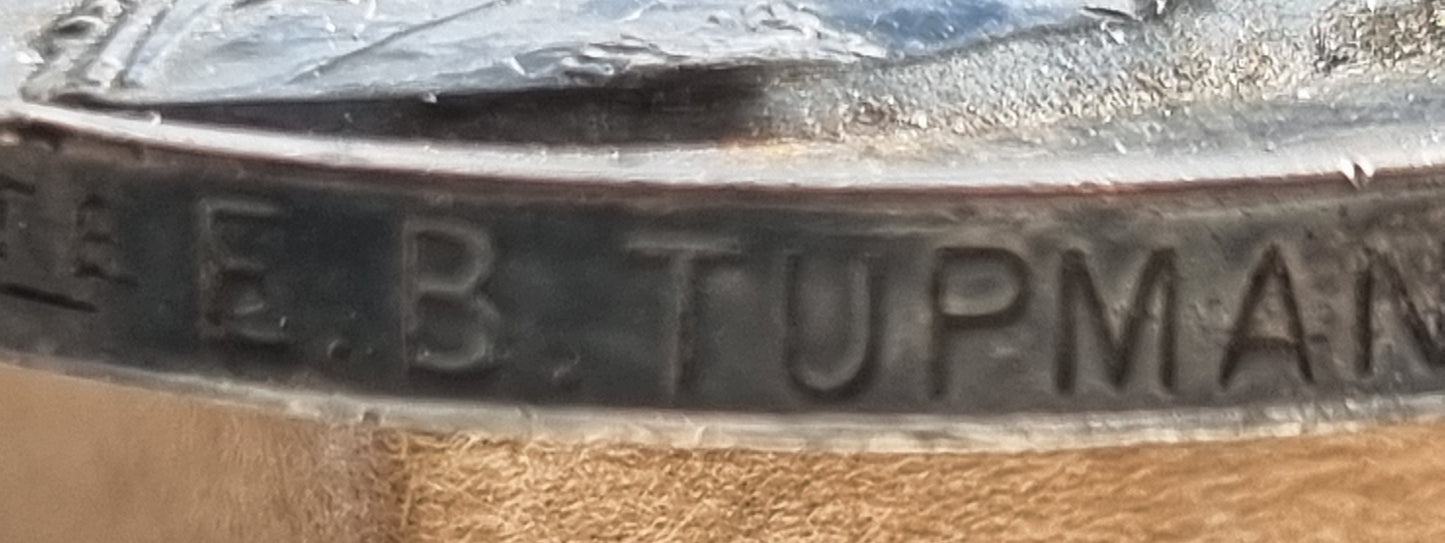 E. B. TUPMAN